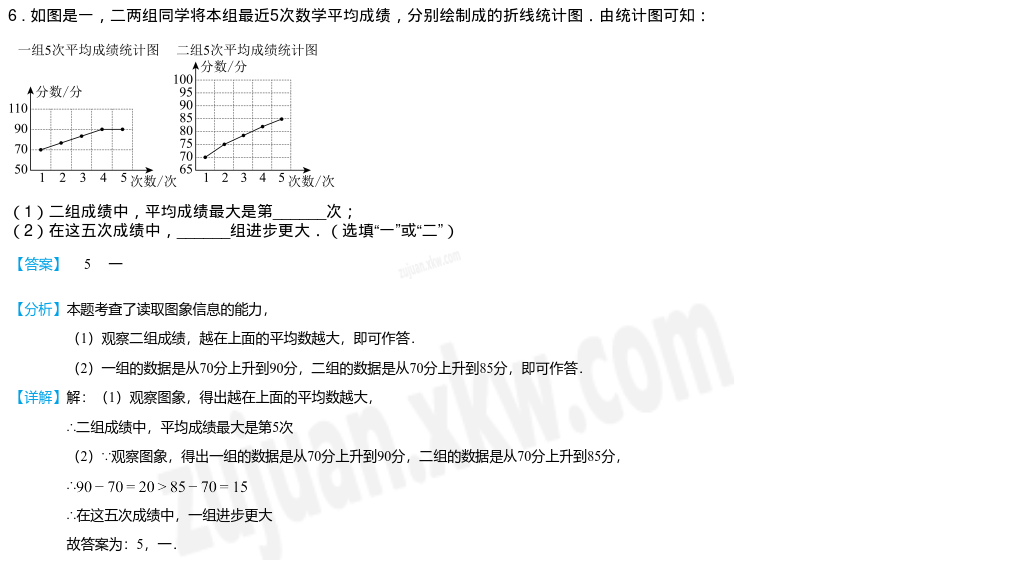 6．如图是一，二两组同学将本组最近5次数学平均成绩，分别绘制成的折线统计图．由统计图可知：
一组5次平均成绩统计图 二组5次平均成绩统计图
分数/分
110
90
70
50
1 2 3 4 5 次数/次
分数/分
100
95
90
85
80
75
70
65
1 2 3 4 5 次数/次
（1）二组成绩中，平均成绩最大是第______次；
（2）在这五次成绩中，______组进步更大．（选填“一”或“二”）
【答案】 5 一
zujuan.xkw.com
【分析】本题考查了读取图象信息的能力，
（1）观察二组成绩，越在上面的平均数越大，即可作答．
（2）一组的数据是从70分上升到90分，二组的数据是从70分上升到85分，即可作答．
【详解】解：（1）观察图象，得出越在上面的平均数越大，
∴二组成绩中，平均成绩最大是第5次
（2）∵观察图象，得出一组的数据是从70分上升到90分，二组的数据是从70分上升到85分，
∴90 − 70 = 20 > 85 − 70 = 15
∴在这五次成绩中，一组进步更大
故答案为：5，一．
zujuan.xkw.com